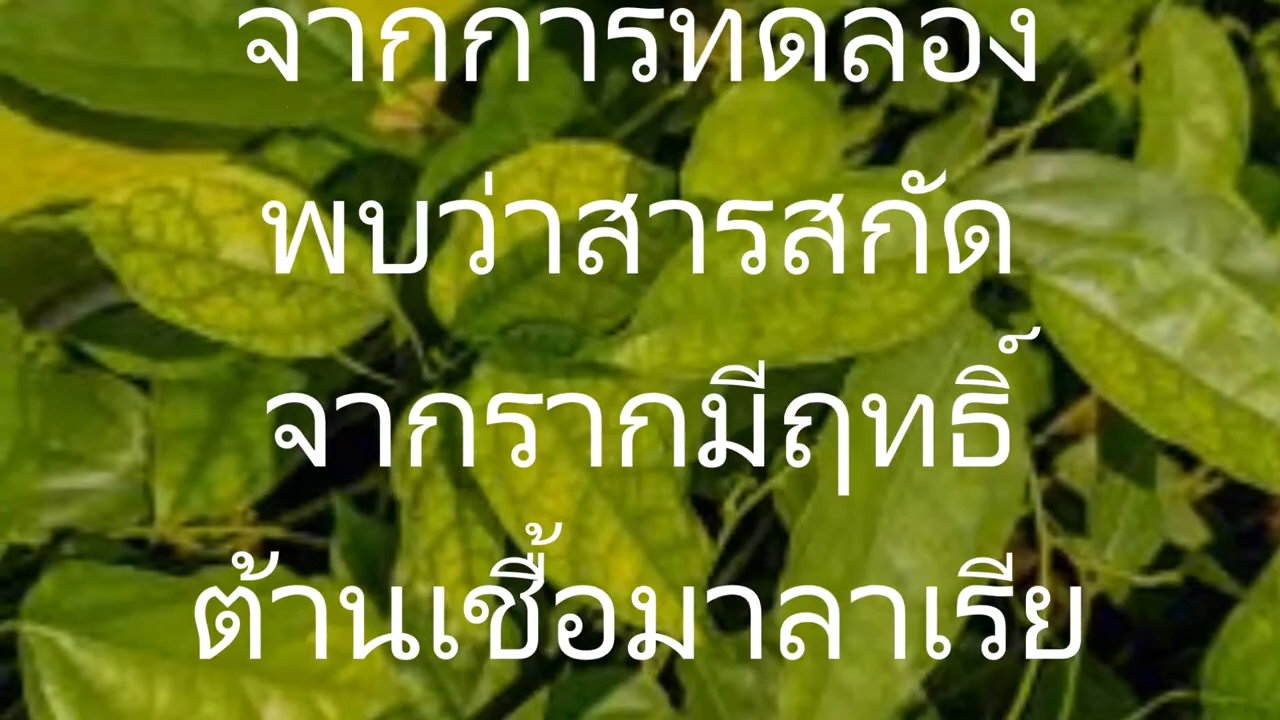 จากการทดลอง
พบว่าสารสกัด
จากรากมีฤทธิ์
ต้านเชื้อมาลาเรีย